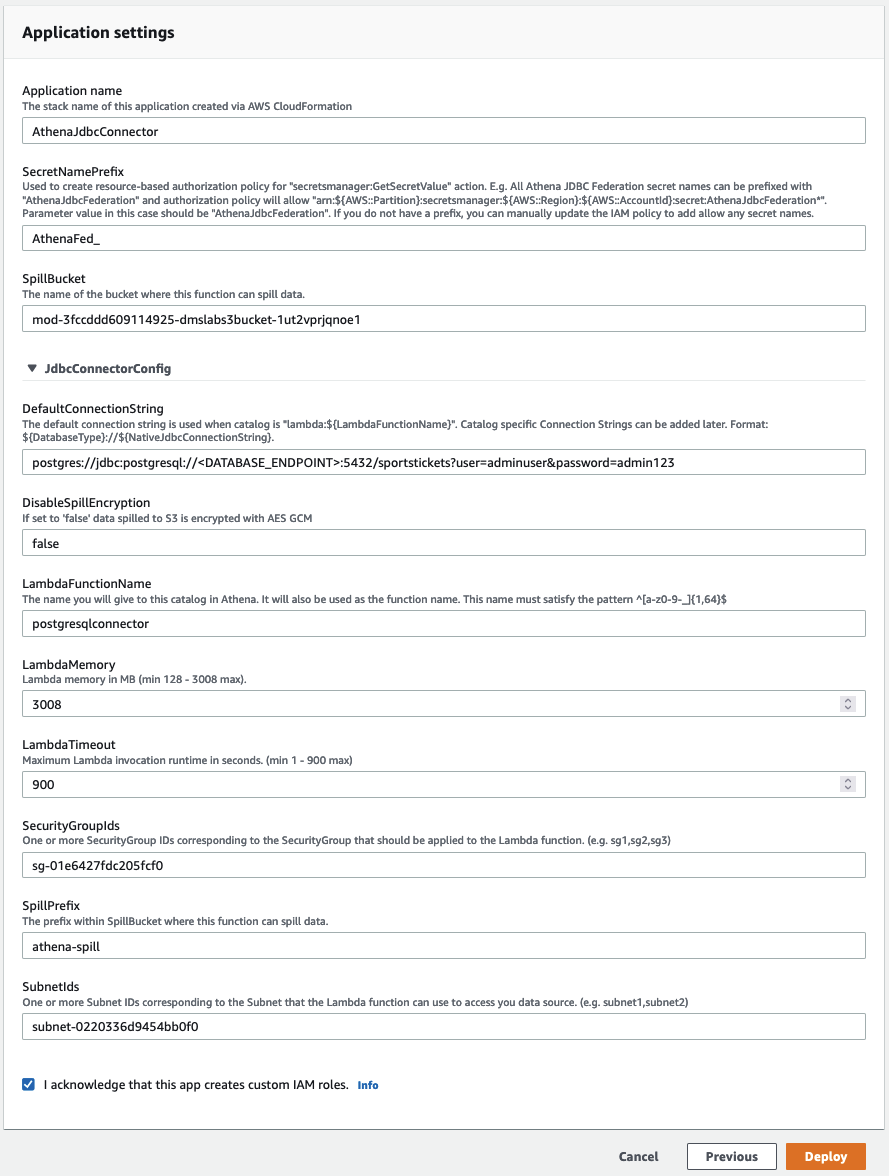 Application settings
Application name
The stack name of this application created via AWS CloudFormation
AthenaJdbcConnector
SecretNamePrefix
Used to create resource-based authorization policy for "secretsmanager:GetSecretValue" action. E.g. All Athena JDBC Federation secret names can be prefixed with
"AthenaJdbcFederation" and authorization policy will allow "arn:${AWS::Partition}:secretsmanager:${AWS::Region}:${AWS::AccountId}:secret:AthenaJdbcFederation*".
Parameter value in this case should be "AthenaJdbcFederation". If you do not have a prefix, you can manually update the IAM policy to add allow any secret names.
AthenaFed_
SpillBucket
The name of the bucket where this function can spill data.
mod-3fccddd609114925-dmslabs3bucket-1ut2vprjqnoe1
JdbcConnectorConfig
DefaultConnectionString
The default connection string is used when catalog is "lambda:${LambdaFunctionName}". Catalog specific Connection Strings can be added later. Format:
${DatabaseType}://${NativeJdbcConnectionString}.
postgres://jdbc:postgresql://<DATABASE_ENDPOINT>:5432/sportstickets?user=adminuser&password=admin123
DisableSpillEncryption
If set to 'false' data spilled to S3 is encrypted with AES GCM
false
LambdaFunctionName
The name you will give to this catalog in Athena. It will also be used as the function name. This name must satisfy the pattern ^[a-z0-9-_]{1,64}$
postgresqlconnector
LambdaMemory
Lambda memory in MB (min 128 - 3008 max).
3008
LambdaTimeout
Maximum Lambda invocation runtime in seconds. (min 1 - 900 max)
900
SecurityGroupIds
One or more SecurityGroup IDs corresponding to the SecurityGroup that should be applied to the Lambda function. (e.g. sg1,sg2,sg3)
sg-01e6427fdc205fcf0
SpillPrefix
The prefix within SpillBucket where this function can spill data.
athena-spill
SubnetIds
One or more Subnet IDs corresponding to the Subnet that the Lambda function can use to access you data source. (e.g. subnet1,subnet2)
subnet-0220336d9454bb0f0
I acknowledge that this app creates custom IAM roles. Info
Cancel Previous Deploy